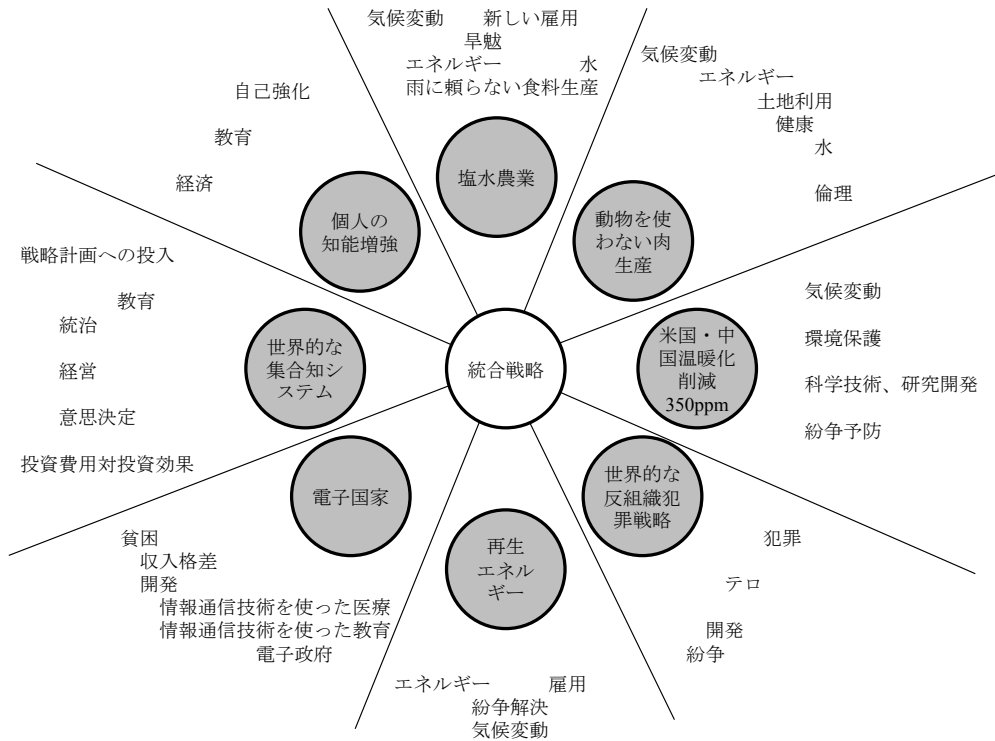 気候変動 新しい雇用
旱魃
エネルギー 水
雨に頼らない食料生産
塩水農業
気候変動
エネルギー
土地利用
健康
水
倫理
動物を使
わない肉
生産
気候変動
環境保護
科学技術、研究開発
紛争予防
米国・中
国温暖化
削減
350ppm
犯罪
テロ
開発
紛争
世界的な
反組織犯
罪戦略
再生
エネル
ギー
エネルギー 雇用
紛争解決
気候変動
電子国家
貧困
収入格差
開発
情報通信技術を使った医療
情報通信技術を使った教育
電子政府
世界的な
集合知シ
ステム
戦略計画への投入
教育
統治
経営
意思決定
投資費用対投資効果
個人の
知能増強
自己強化
教育
経済
統合戦略